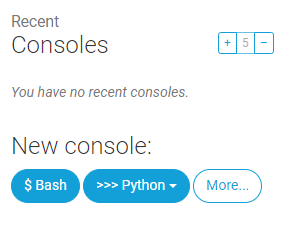 Recent
Consoles
+ 5 −
You have no recent consoles.
New console:
$ Bash >>> Python More...